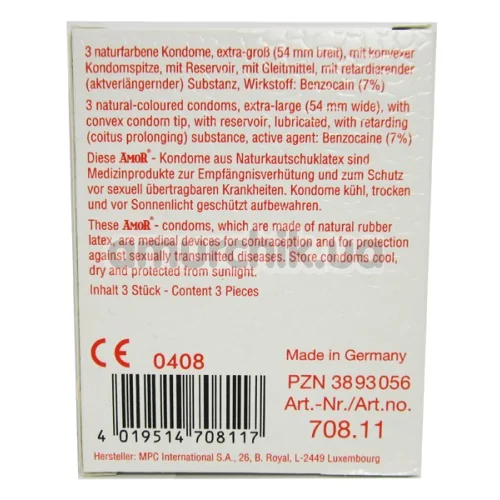 3 naturfarbene Kondome, extra-groß (54 mm breit), mit konvexer
Kondomspitze, mit Reservoir, mit Gleitmittel, mit retardierender
(aktverlängernder) Substanz, Wirkstoff: Benzocain (7%)
3 natural-coloured condoms, extra-large (54 mm wide), with
convex condom tip, with reservoir, lubricated, with retarding
(coitus prolonging) substance, active agent: Benzocaine (7%)
Diese AMOR® - Kondome aus Naturkautschuklatex sind
Medizinprodukte zur Empfängnisverhütung und zum Schutz
vor sexuell übertragbaren Krankheiten. Kondome kühl, trocken
und vor Sonnenlicht geschützt aufbewahren.
These AMOR® - condoms, which are made of natural rubber
latex, are medical devices for contraception and for protection
against sexually transmitted diseases. Store condoms cool,
dry and protected from sunlight.
amurchik.ua
Inhalt 3 Stück - Content 3 Pieces
CE 0408
Made in Germany
PZN 3893056
Art.-Nr./Art.no.
708.11
4 019514 708117
Hersteller: MPC International S.A., 26, B. Royal, L-2449 Luxembourg